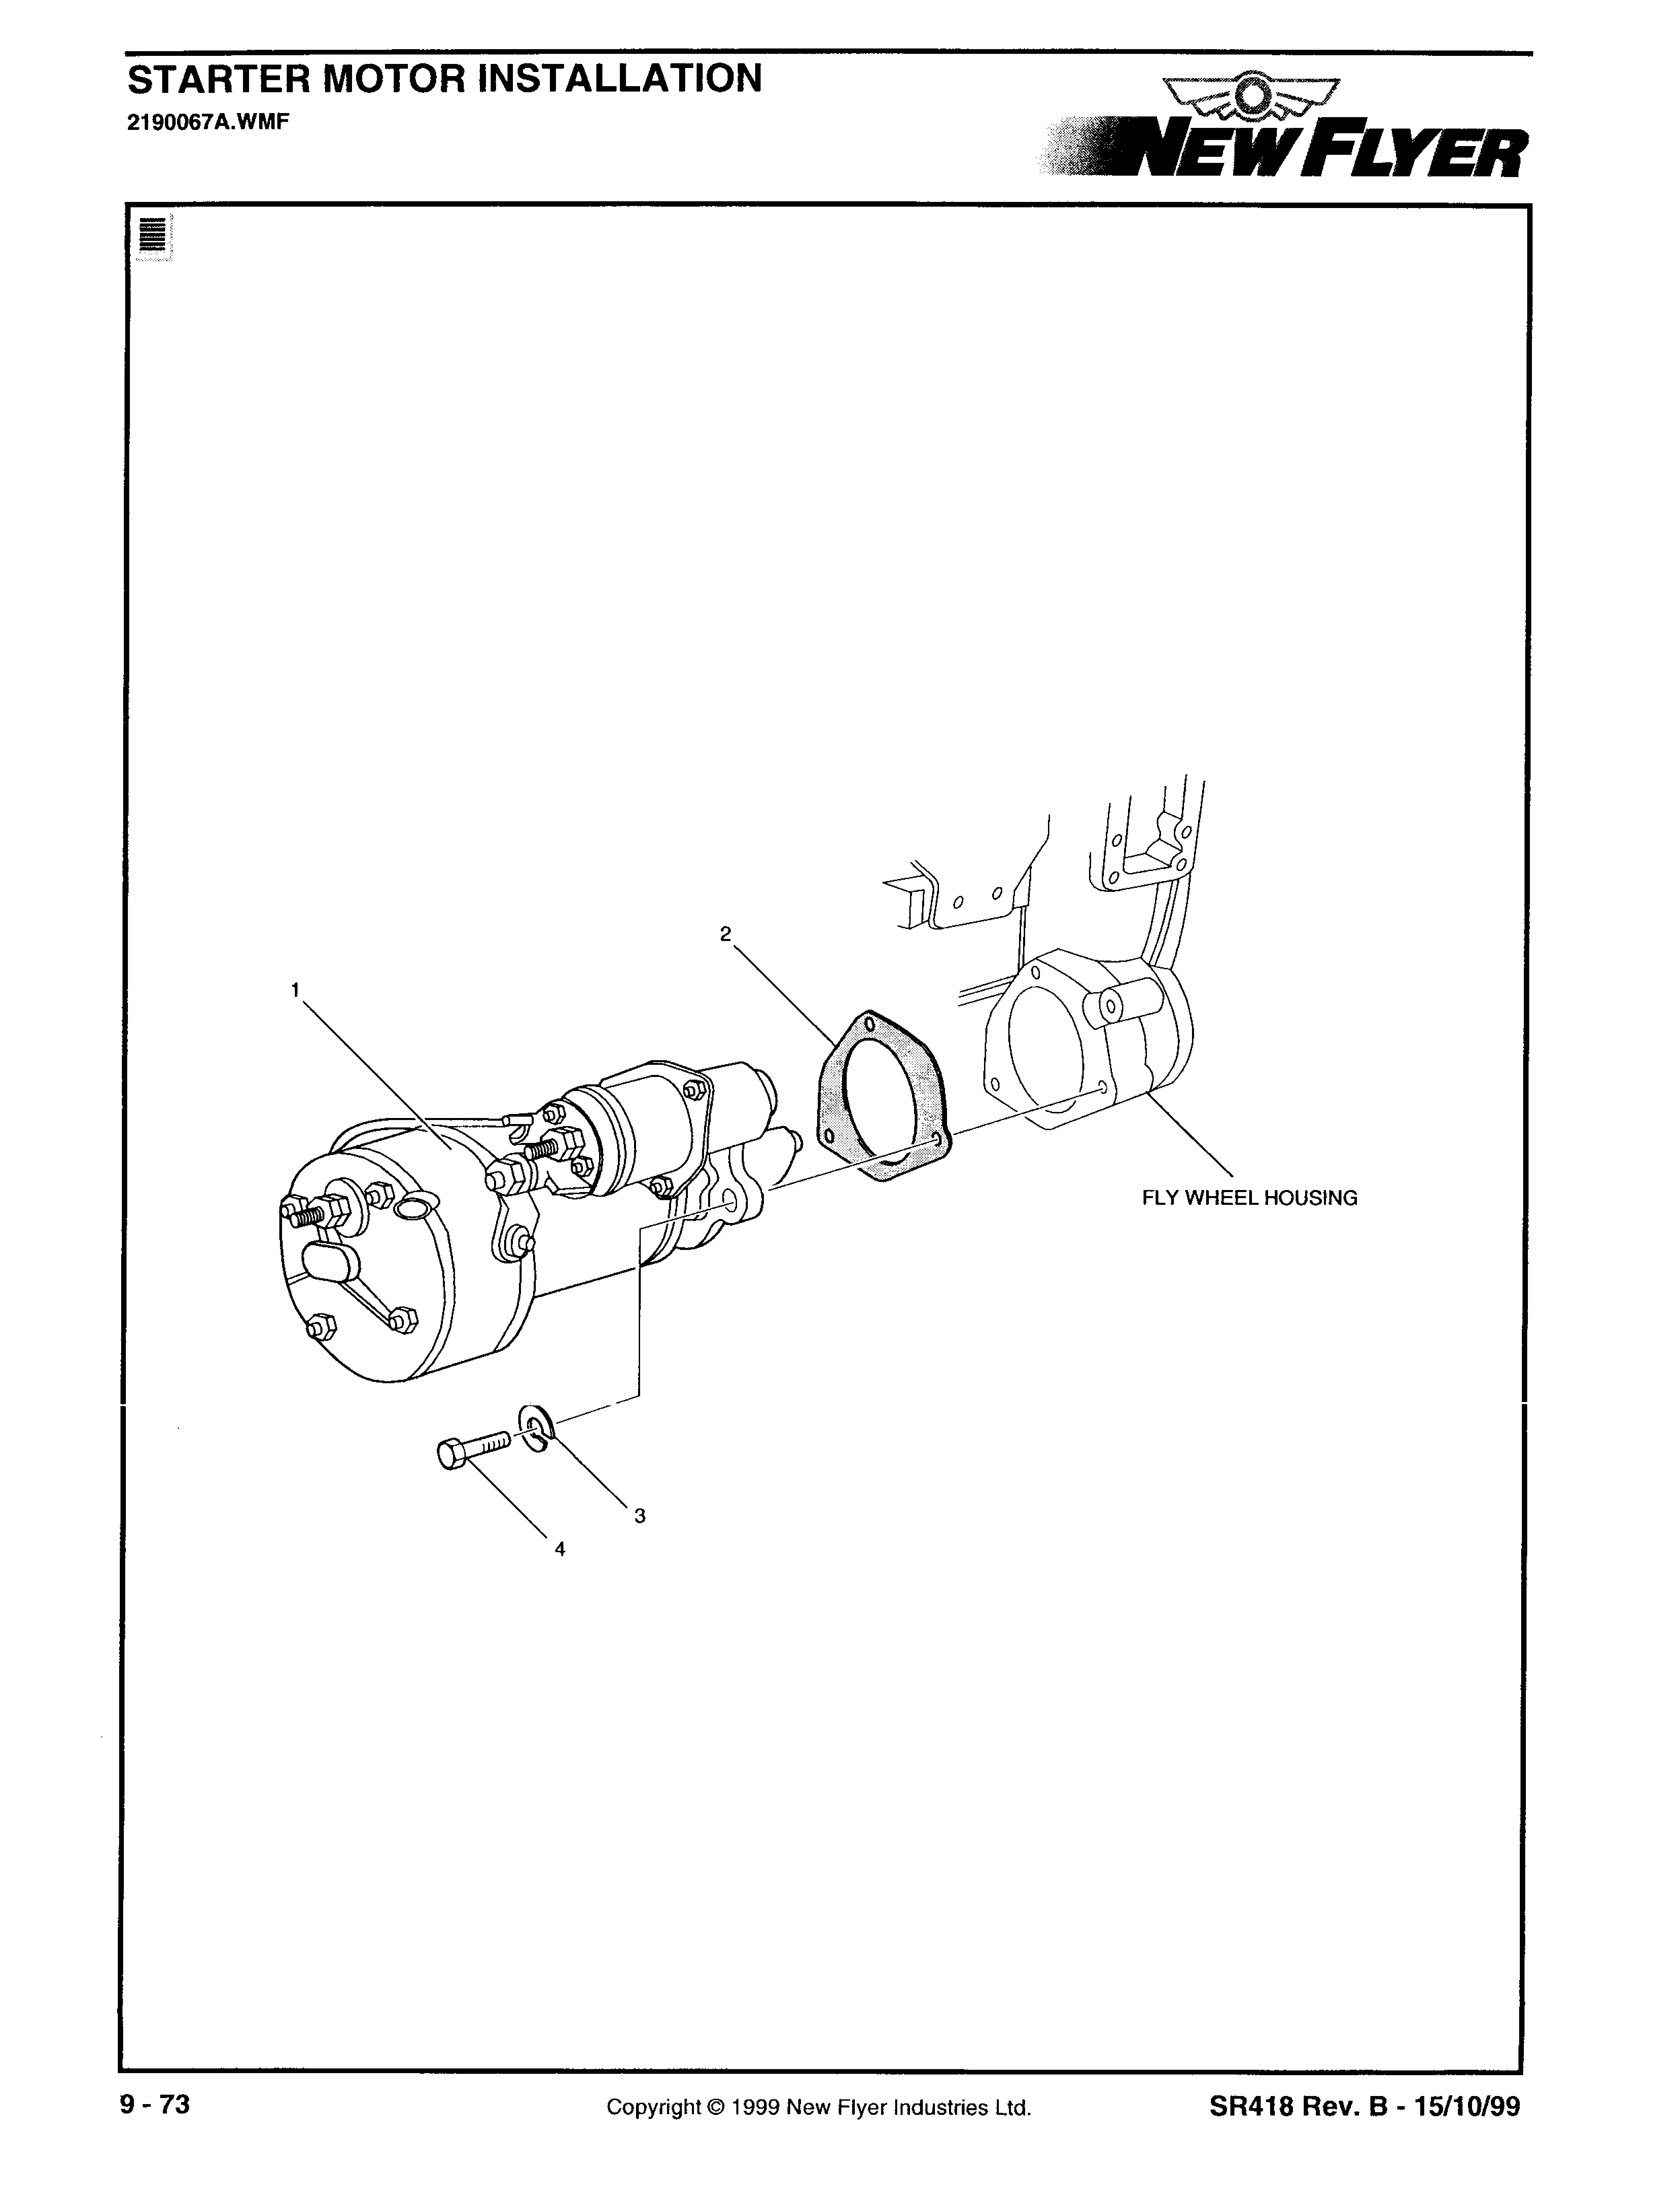 STARTER MOTOR INSTALLATION
2190067A.WMF
NEW FLYER
2
1
FLY WHEEL HOUSING
3
4
9 - 73
Copyright © 1999 New Flyer Industries Ltd.
SR418 Rev. B - 15/10/99